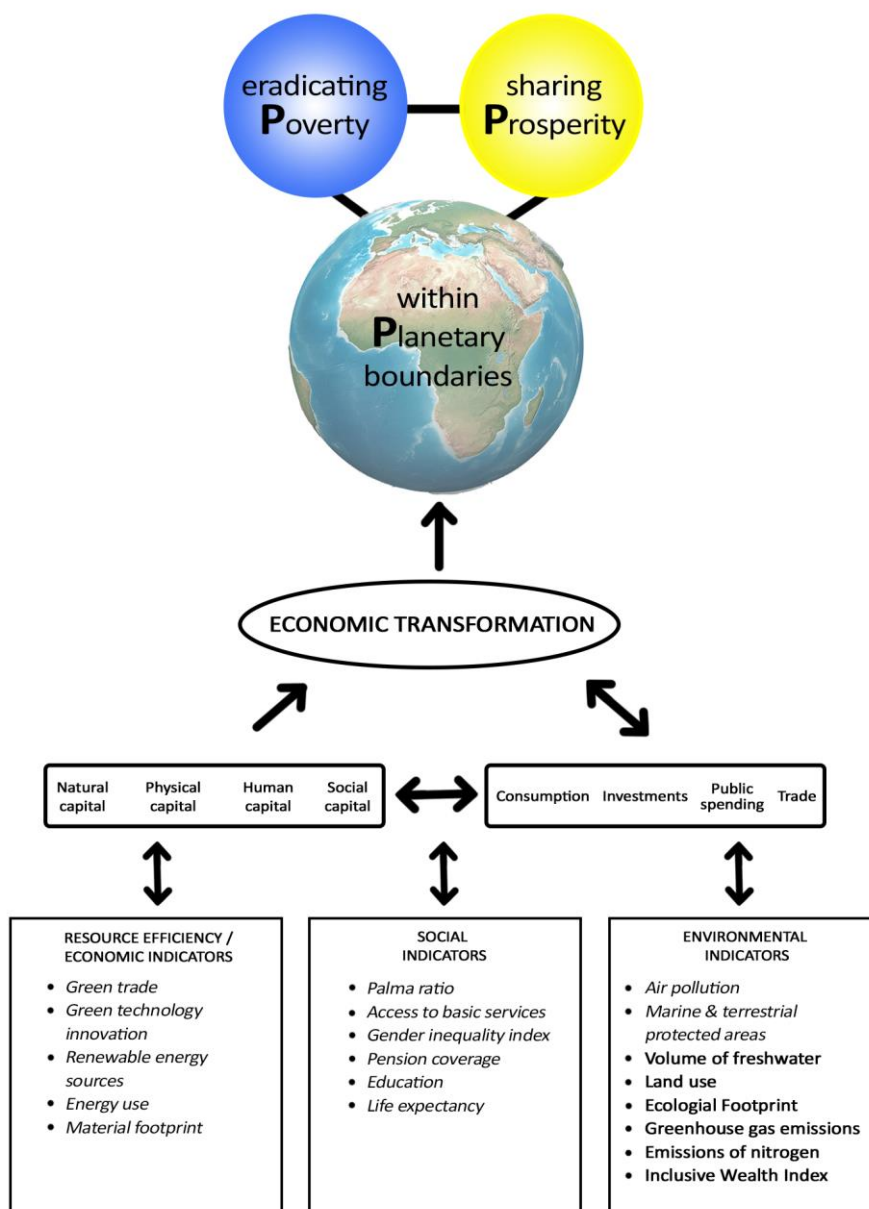 eradicating
Poverty
sharing
Prosperity
within
Planetary
boundaries
ECONOMIC TRANSFORMATION
Natural capital
Physical capital
Human capital
Social capital
Consumption
Investments
Public spending
Trade
RESOURCE EFFICIENCY /
ECONOMIC INDICATORS
• Green trade
• Green technology
innovation
• Renewable energy
sources
• Energy use
• Material footprint
SOCIAL
INDICATORS
• Palma ratio
• Access to basic services
• Gender inequality index
• Pension coverage
• Education
• Life expectancy
ENVIRONMENTAL
INDICATORS
• Air pollution
• Marine & terrestrial
protected areas
• Volume of freshwater
• Land use
• Ecologial Footprint
• Greenhouse gas emissions
• Emissions of nitrogen
• Inclusive Wealth Index